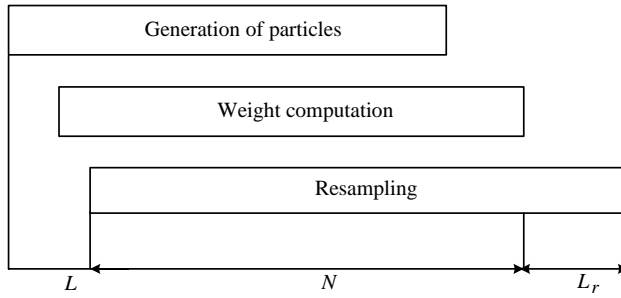 Generation of particles
Weight computation
Resampling
L N L_r